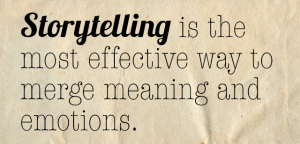 Storytelling is the
most effective way to
merge meaning and
emotions.